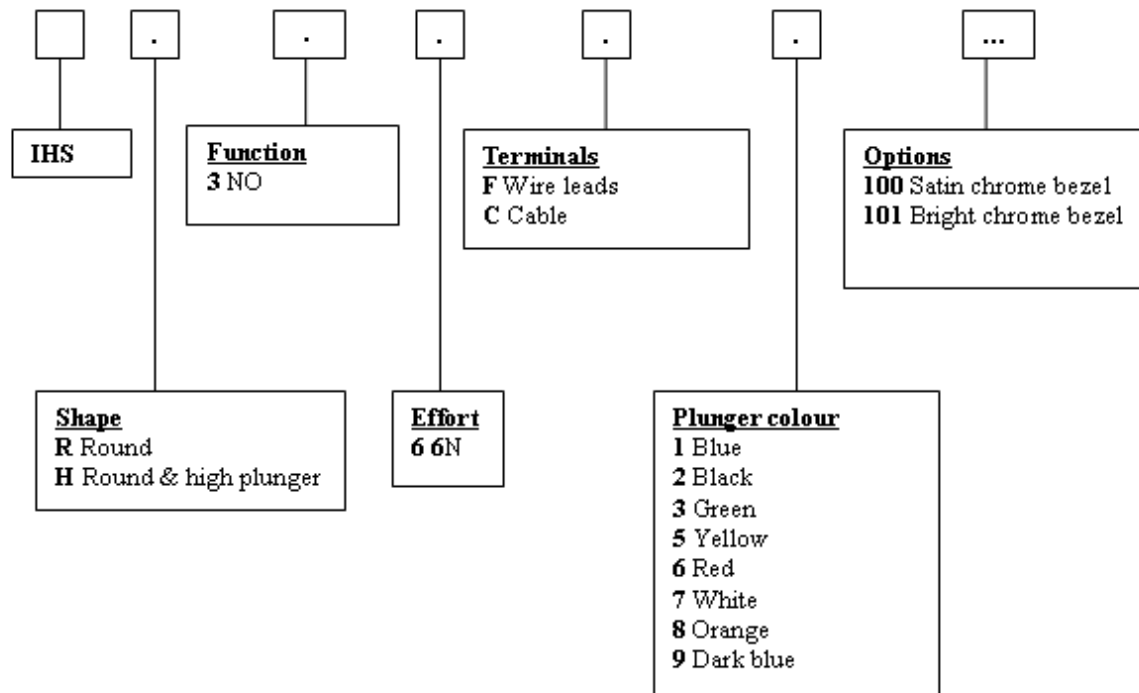 . . . . . ...
IHS
Function
3 NO
Terminals
F Wire leads
C Cable
Options
100 Satin chrome bezel
101 Bright chrome bezel
Shape
R Round
H Round & high plunger
Effort
6 6N
Plunger colour
1 Blue
2 Black
3 Green
5 Yellow
6 Red
7 White
8 Orange
9 Dark blue